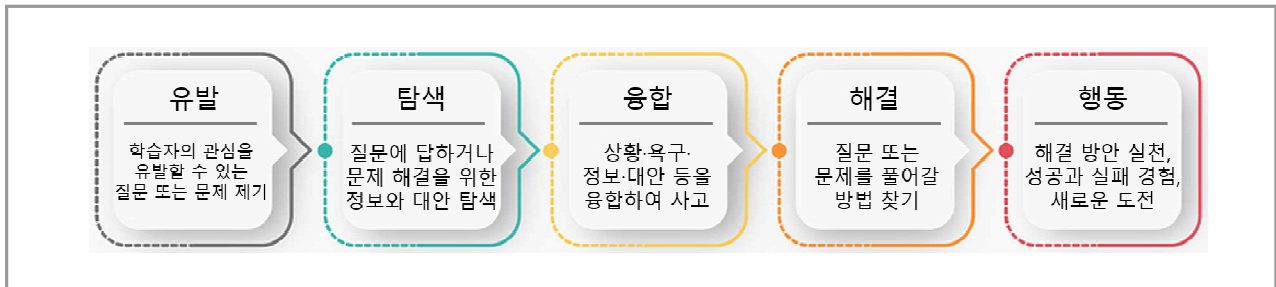 유발
학습자의 관심을
유발할 수 있는
질문 또는 문제 제기
탐색
질문에 답하거나
문제 해결을 위한
정보와 대안 탐색
융합
상황·욕구·
정보·대안 등을
융합하여 사고
해결
질문 또는
문제를 풀어갈
방법 찾기
행동
해결 방안 실천,
성공과 실패 경험,
새로운 도전